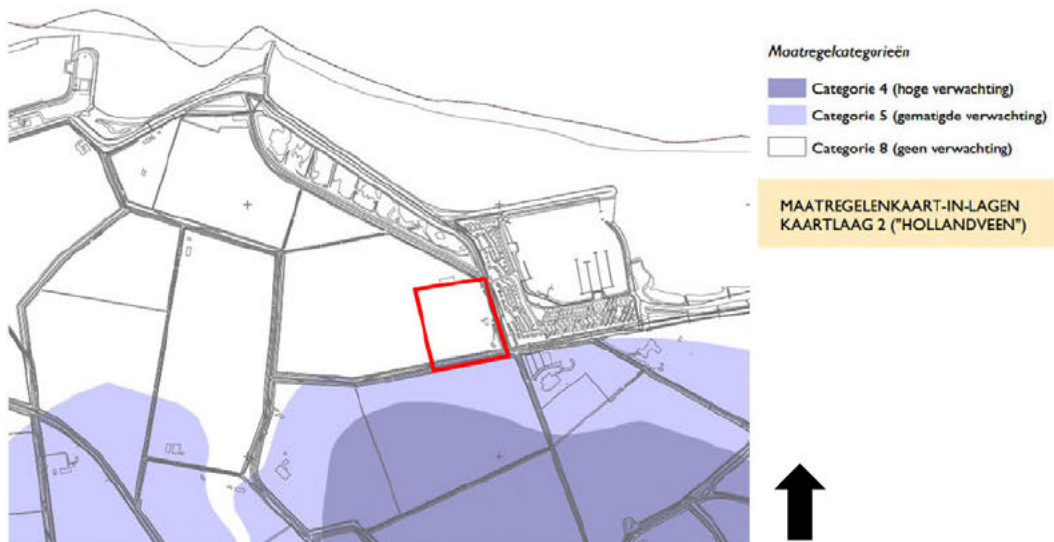 Maatregelcategorieën
Categorie 4 (hoge verwachting)
Categorie 5 (gematigde verwachting)
Categorie 8 (geen verwachting)
MAATREGELENKAART-IN-LAGEN
KAARTLAAG 2 ("HOLLANDVEEN")